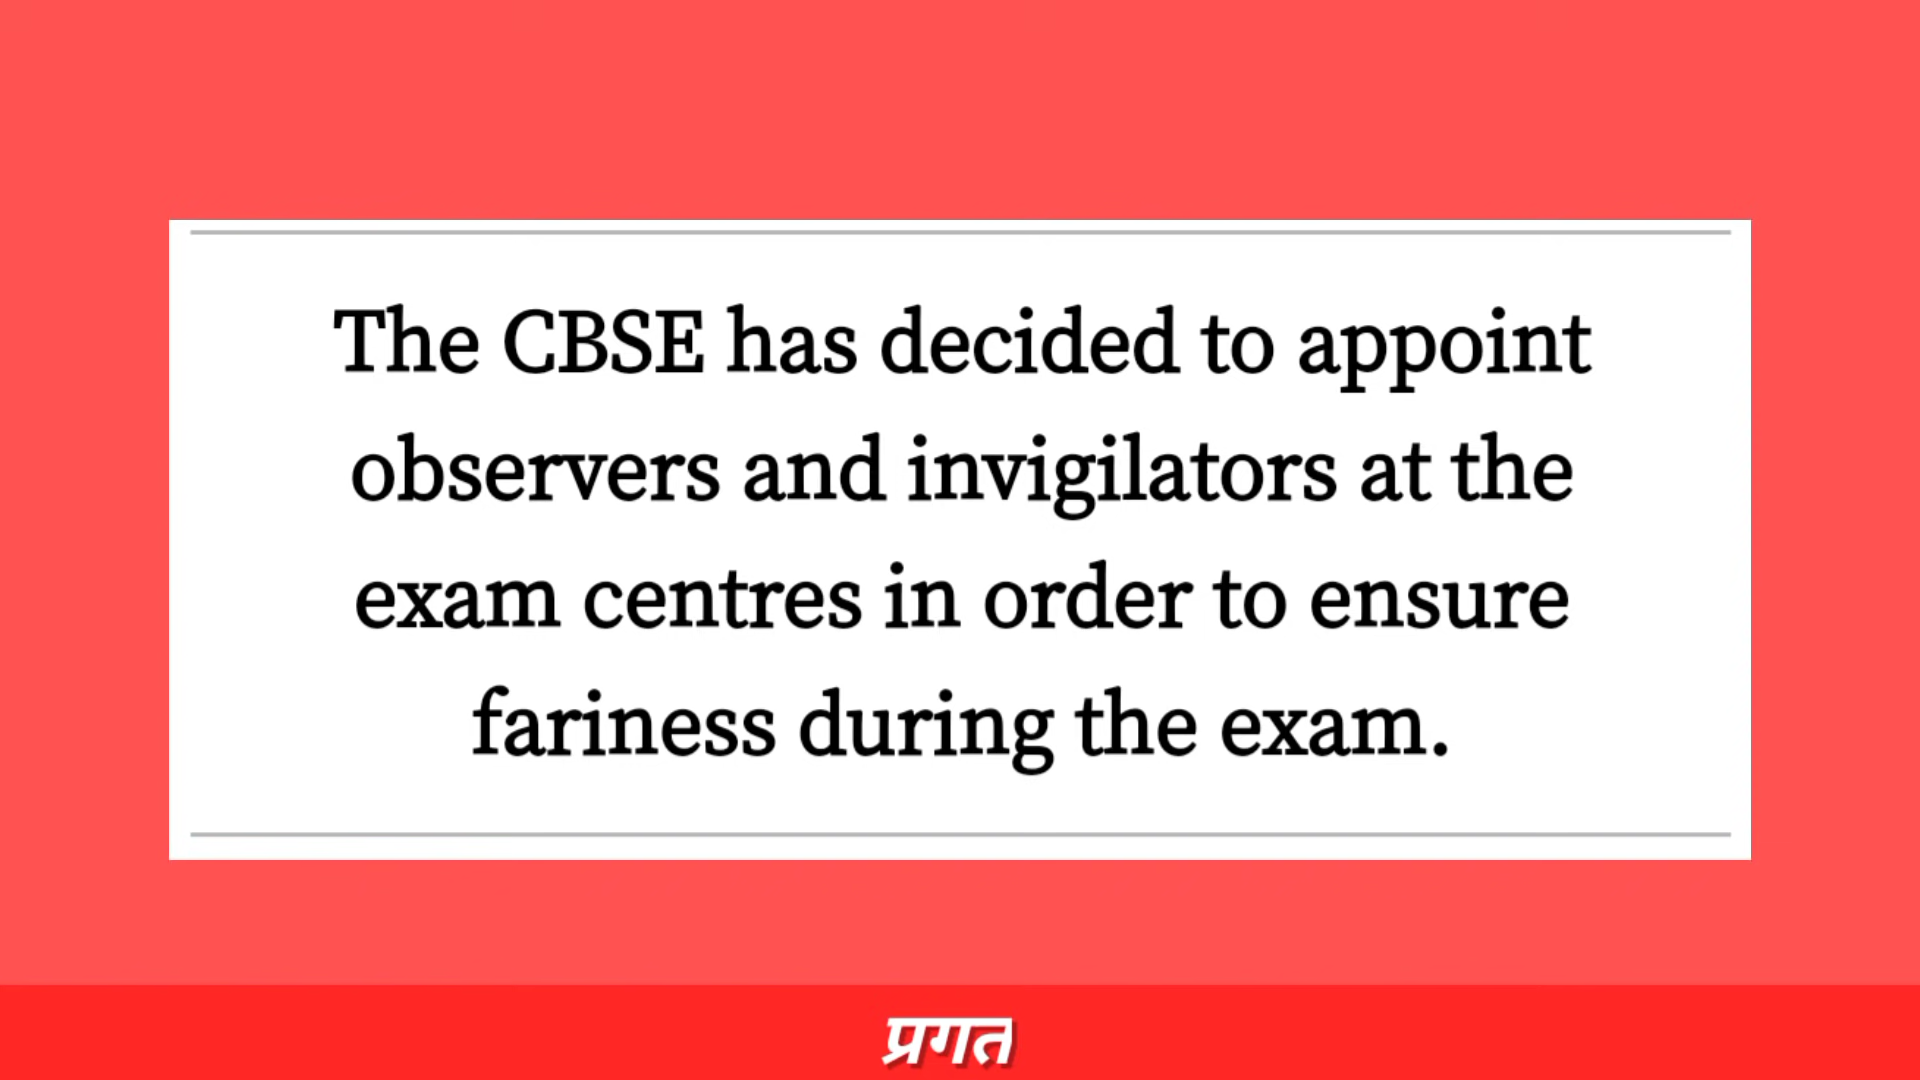 The CBSE has decided to appoint
observers and invigilators at the
exam centres in order to ensure
fariness during the exam.
प्रगत